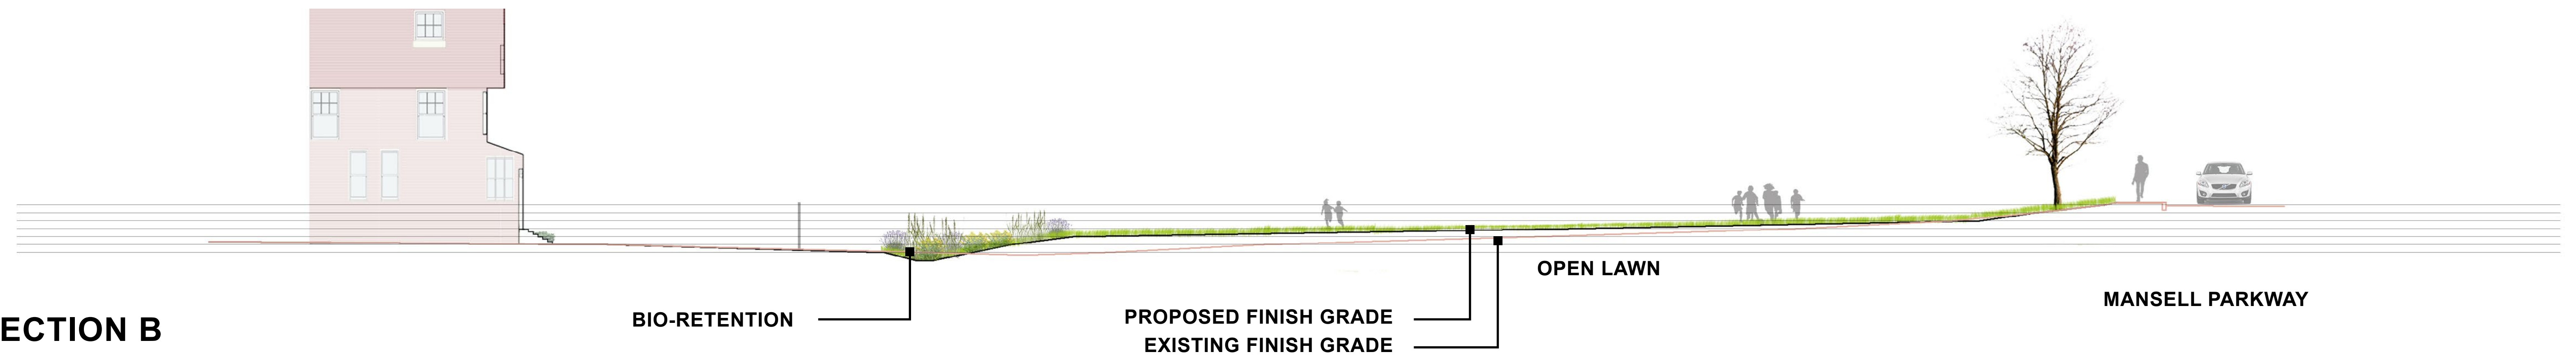 OPEN LAWN
MANSELL PARKWAY
BIO-RETENTION
PROPOSED FINISH GRADE
EXISTING FINISH GRADE
ECTION B